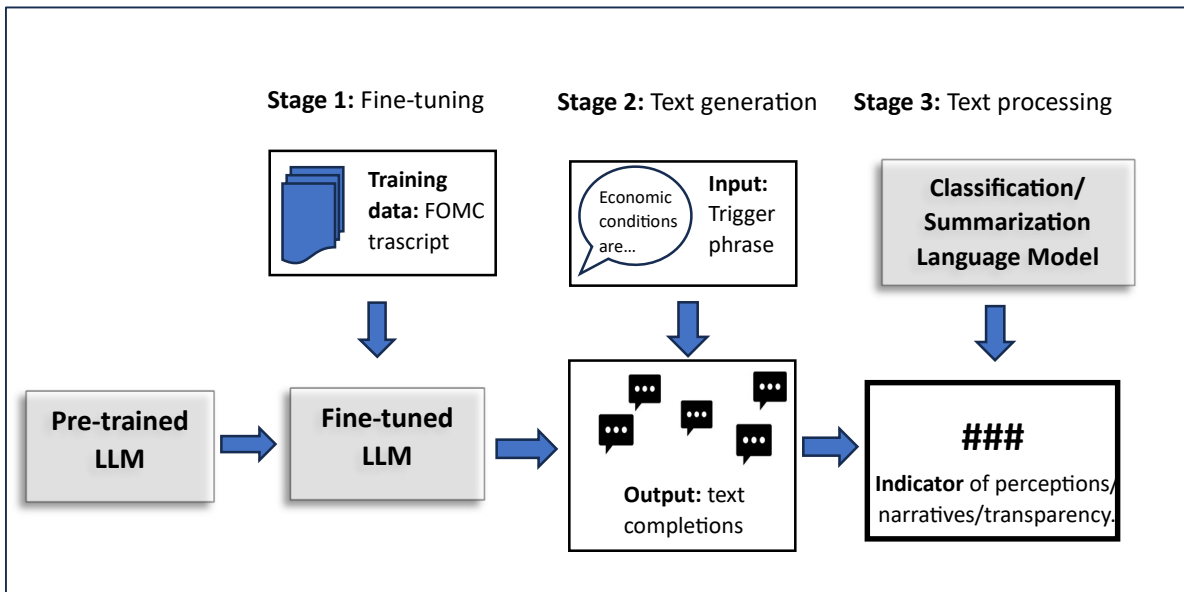 Stage 1: Fine-tuning
Training
data: FOMC
trascript
Stage 2: Text generation
Economic
conditions
are...
Input:
Trigger
phrase
Stage 3: Text processing
Classification/
Summarization
Language Model
Pre-trained
LLM
Fine-tuned
LLM
Output: text
completions
###
Indicator of perceptions/
narratives/transparency.